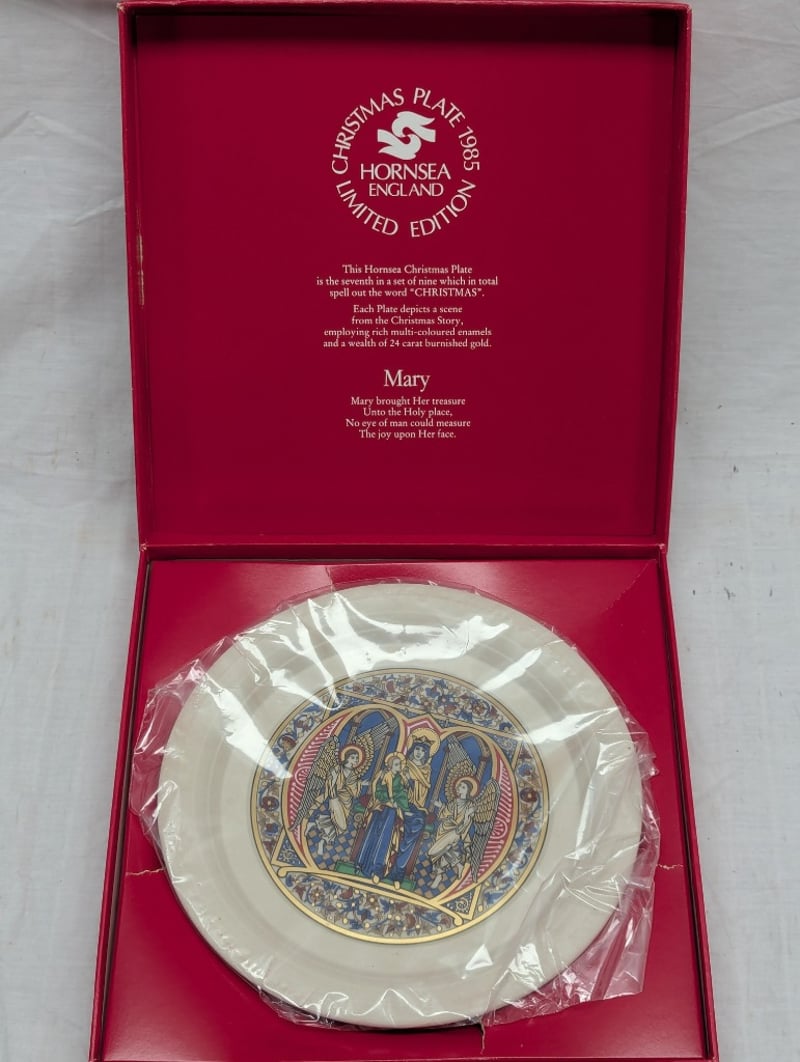 CHRISTMAS PLATE 1985
HORNSEA
ENGLAND
LIMITED EDITION
This Hornsea Christmas Plate
is the seventh in a set of nine which in total
spell out the word “CHRISTMAS”.
Each Plate depicts a scene
from the Christmas Story,
employing rich multi-coloured enamels
and a wealth of 24 carat burnished gold.
Mary
Mary brought Her treasure
Unto the Holy place,
No eye of man could measure
The joy upon Her face.